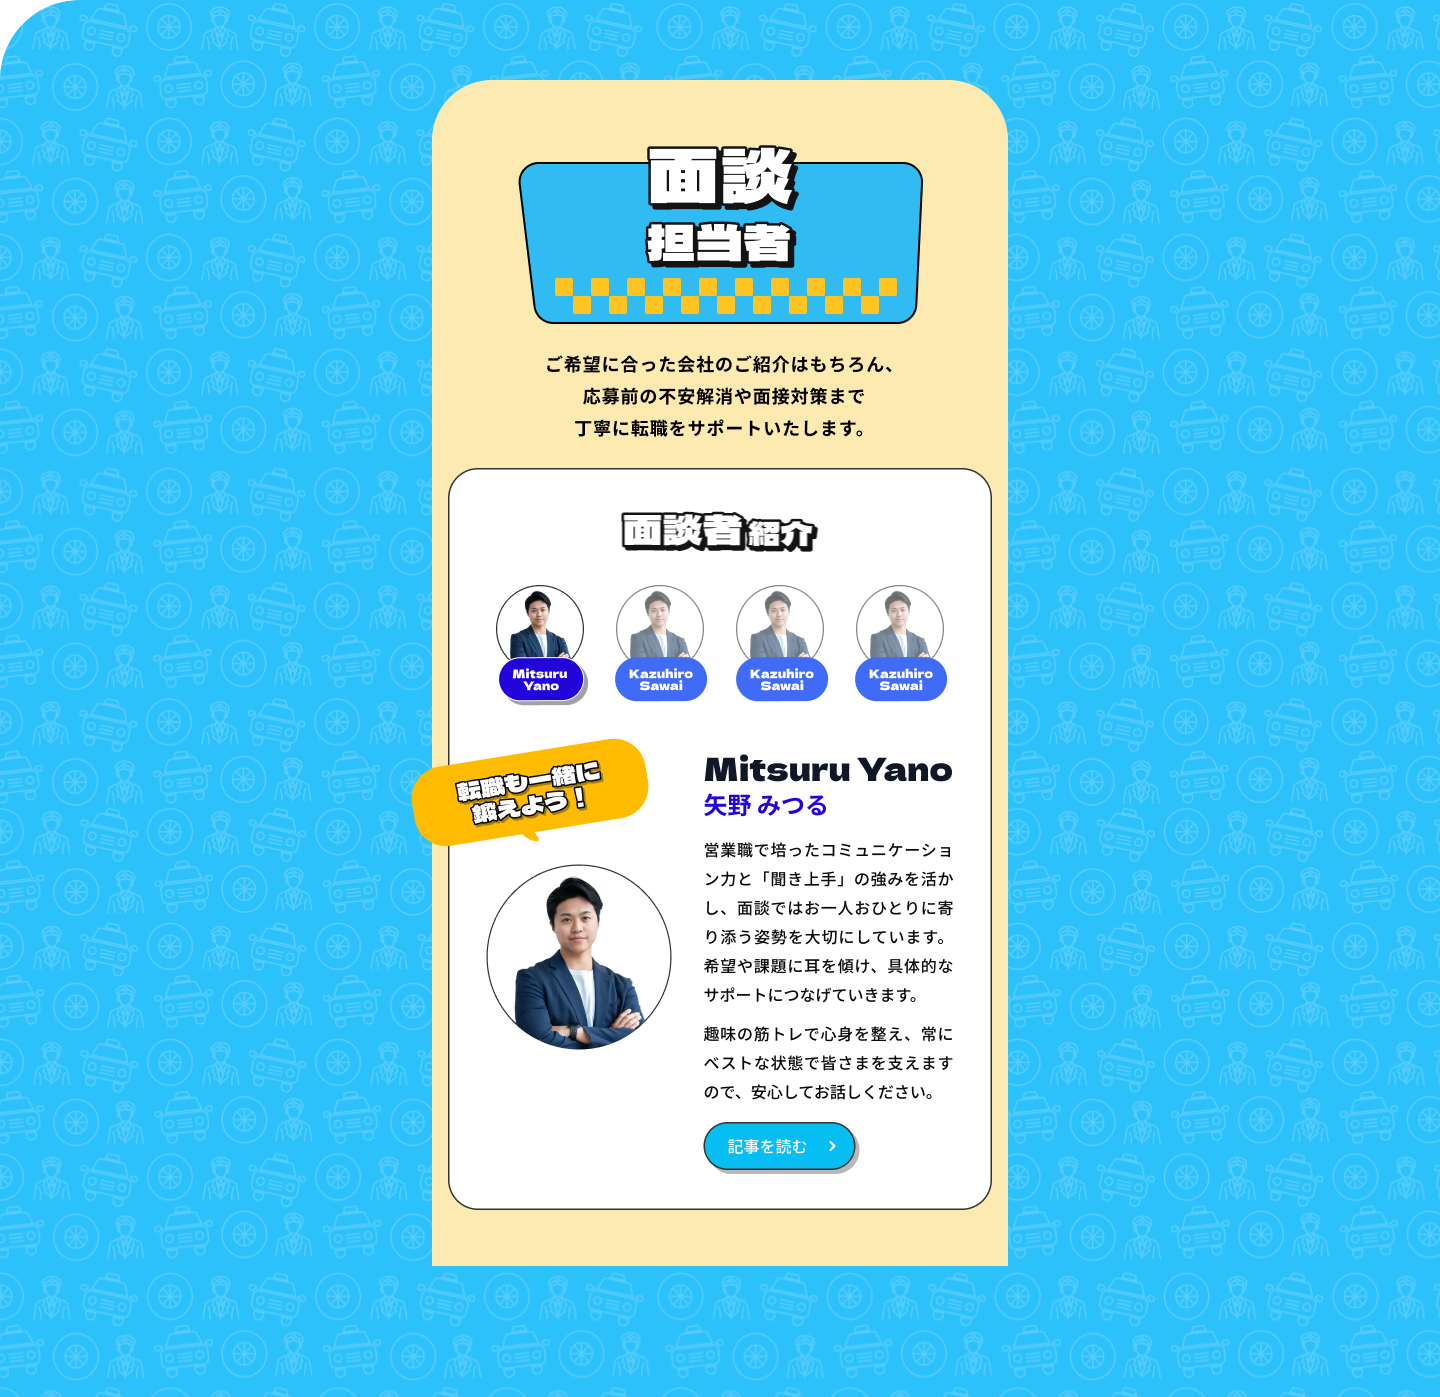 面談
担当者
ご希望に合った会社のご紹介はもちろん、
応募前の不安解消や面接対策まで
丁寧に転職をサポートいたします。
面談者紹介
Mitsuru
Yano
Kazuhiro
Sawai
Kazuhiro
Sawai
Kazuhiro
Sawai
転職も一緒に
鍛えよう！
Mitsuru Yano
矢野 みつる
営業職で培ったコミュニケーショ
ン力と「聞き上手」の強みを活か
し、面談ではお一人おひとりに寄
り添う姿勢を大切にしています。
希望や課題に耳を傾け、具体的な
サポートにつなげていきます。
趣味の筋トレで心身を整え、常に
ベストな状態で皆さまを支えます
ので、安心してお話しください。
記事を読む